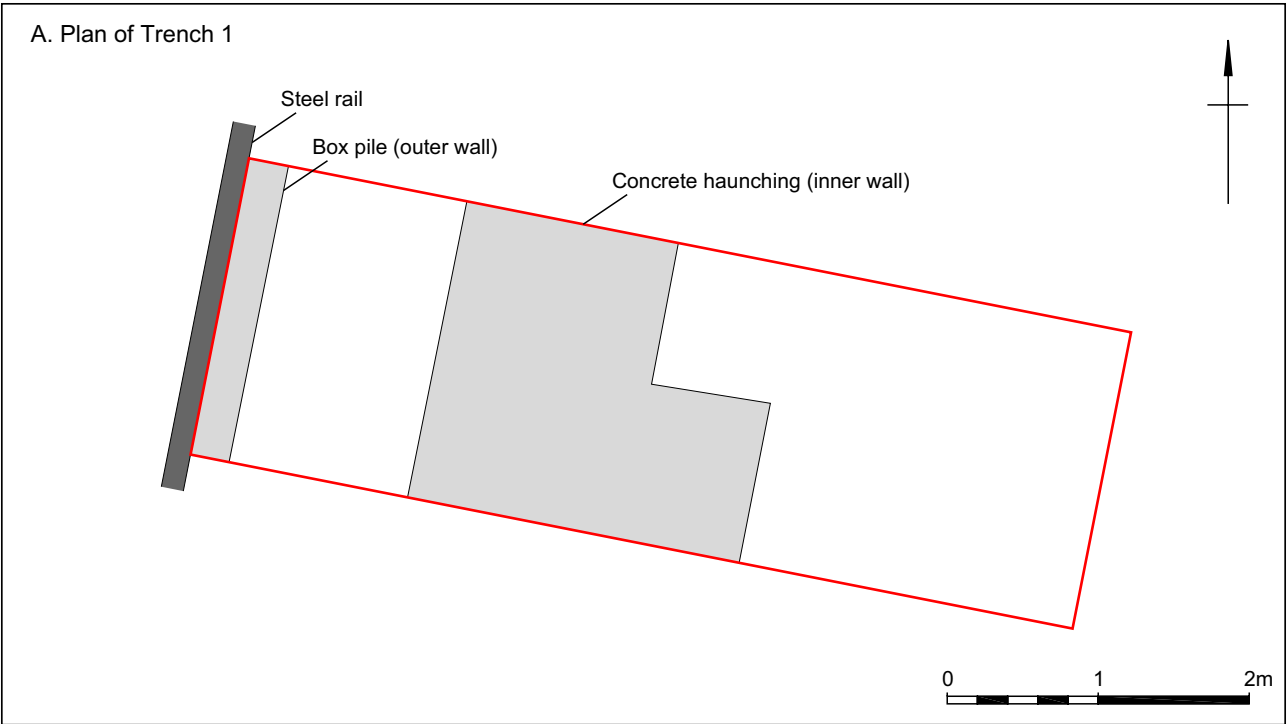 A. Plan of Trench 1
Steel rail
Box pile (outer wall)
Concrete haunching (inner wall)
0 1 2m